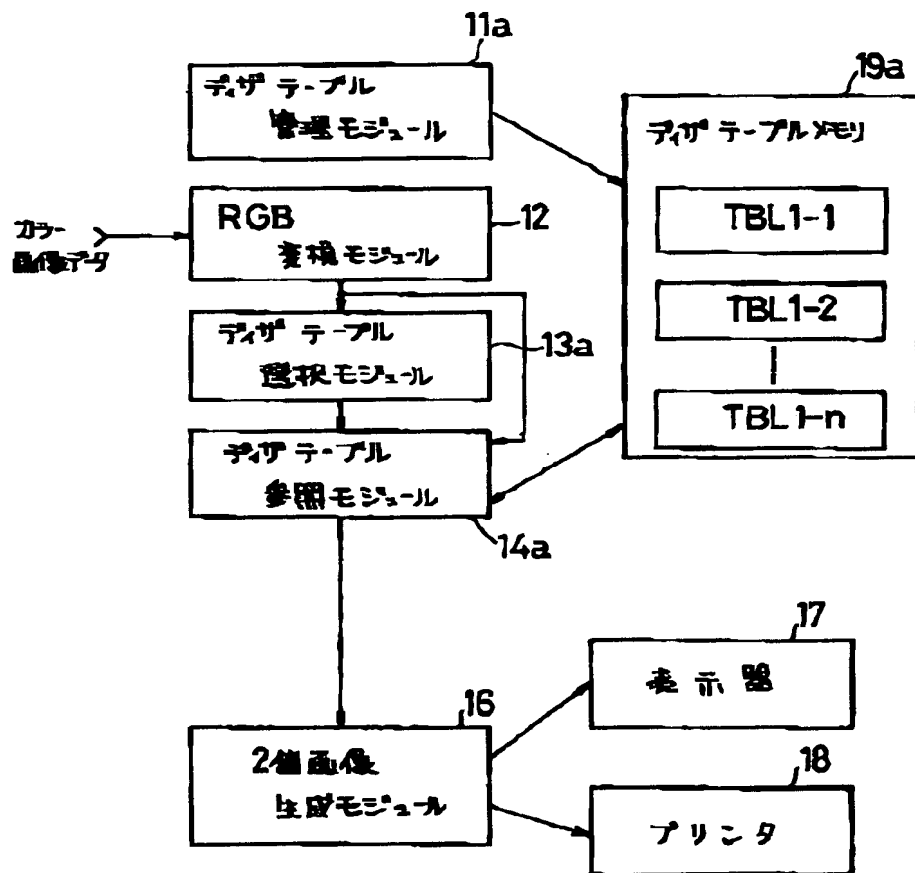 11a
ディザ テーブル
管理モジュール
19a
ディザ テーブルメモリ
TBL1-1
TBL1-2
TBL1-n
カラー
画像データ
RGB
変換モジュール
12
ディザ テーブル
選択モジュール
13a
ディザ テーブル
参照モジュール
14a
16
2値画像
生成モジュール
17
表示器
18
プリンタ